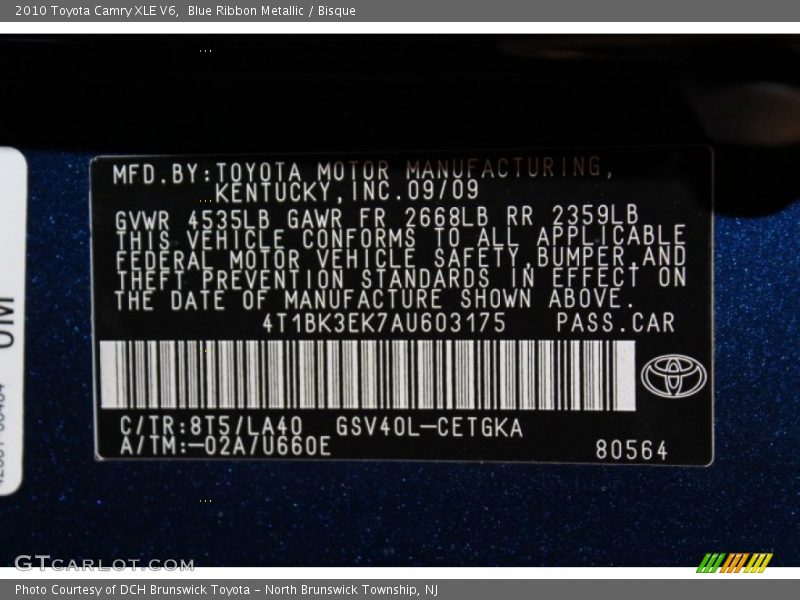 2010 Toyota Camry XLE V6,  Blue Ribbon Metallic / Bisque
MFD.BY:TOYOTA MOTOR MANUFACTURING,
KENTUCKY,INC.09/09
GVWR 4535LB GAWR FR 2668LB RR 2359LB
THIS VEHICLE CONFORMS TO ALL APPLICABLE
FEDERAL MOTOR VEHICLE SAFETY,BUMPER,AND
THEFT PREVENTION STANDARDS IN EFFECT ON
THE DATE OF MANUFACTURE SHOWN ABOVE.
4T1BK3EK7AU603175 PASS.CAR
C/TR:8T5/LA40 GSV40L-CETGKA
A/TM:-02A/U660E
80564
GTCARLOT.COM
Photo Courtesy of DCH Brunswick Toyota - North Brunswick Township, NJ